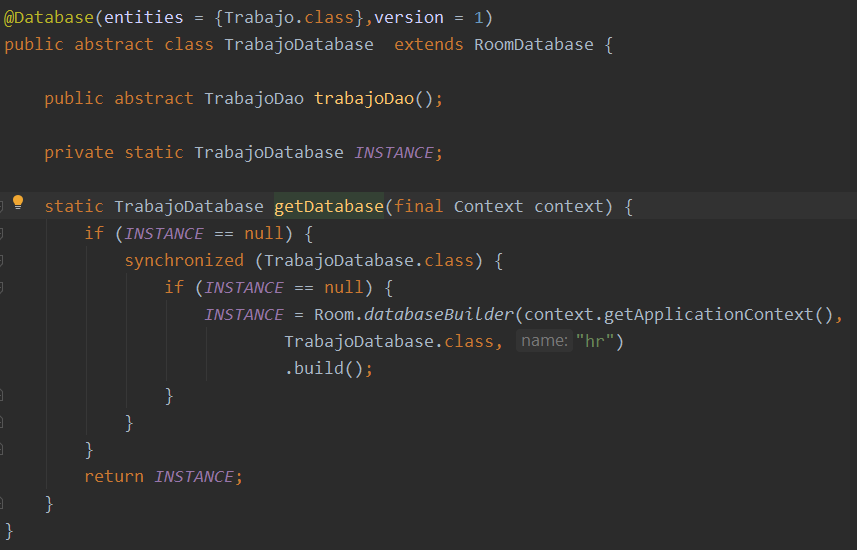 @Database(entities = {Trabajo.class},version = 1)
public abstract class TrabajoDatabase  extends RoomDatabase {
public abstract TrabajoDao trabajoDao();
private static TrabajoDatabase INSTANCE;
static TrabajoDatabase getDatabase(final Context context) {
if (INSTANCE == null) {
synchronized (TrabajoDatabase.class) {
if (INSTANCE == null) {
INSTANCE = Room.databaseBuilder(context.getApplicationContext(),
TrabajoDatabase.class, name: "hr")
.build();
}
}
}
return INSTANCE;
}
}